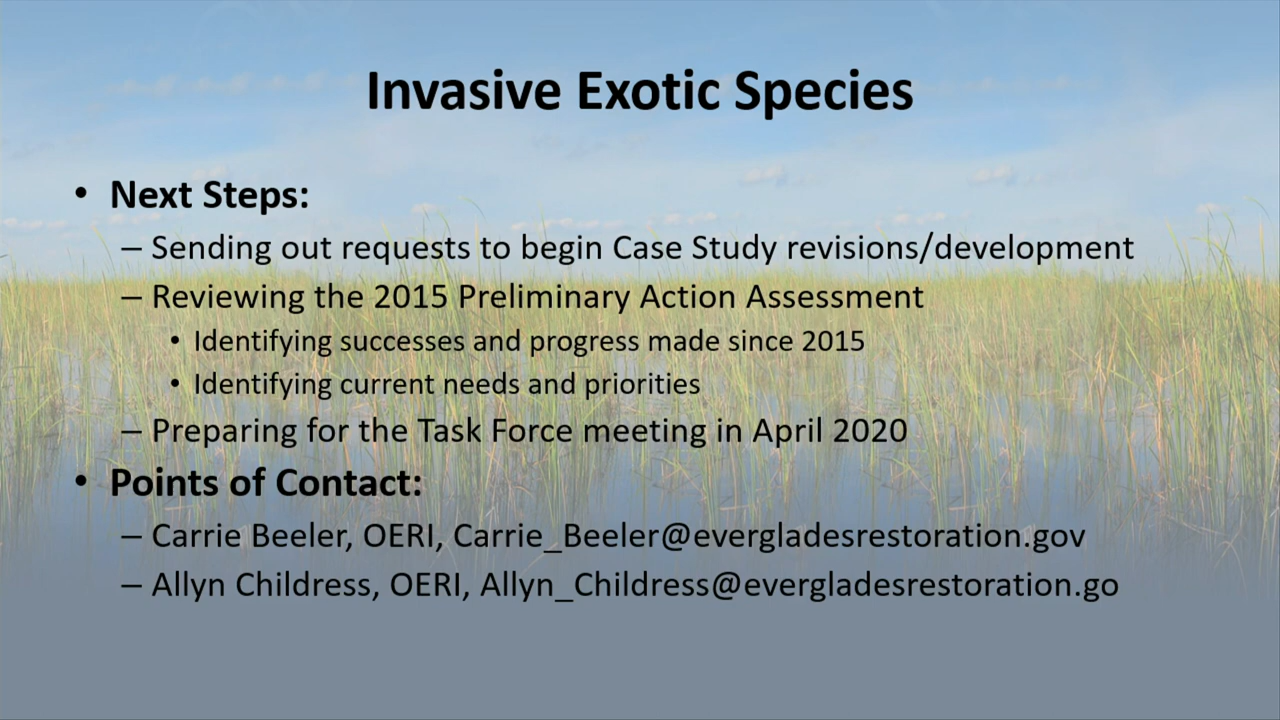 Invasive Exotic Species
• Next Steps:
– Sending out requests to begin Case Study revisions/development
– Reviewing the 2015 Preliminary Action Assessment
• Identifying successes and progress made since 2015
• Identifying current needs and priorities
– Preparing for the Task Force meeting in April 2020
• Points of Contact:
– Carrie Beeler, OERI, Carrie_Beeler@evergladesrestoration.gov
– Allyn Childress, OERI, Allyn_Childress@evergladesrestoration.go